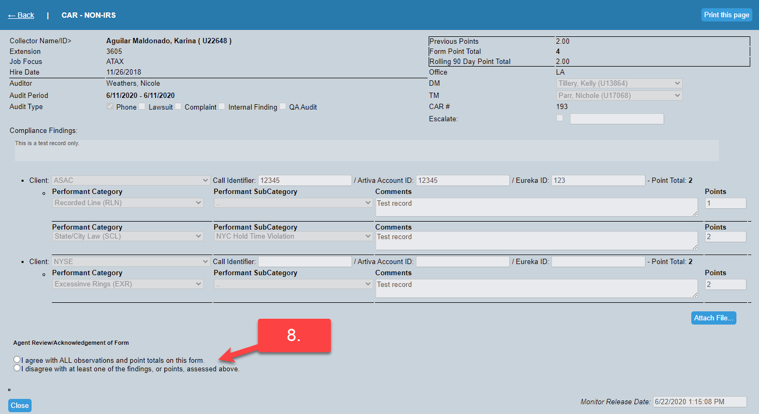 ← Back | CAR - NON-IRS Print this page
Collector Name/ID> Aguilar Maldonado, Karina ( U22648 ) Previous Points 2.00
Extension 3605 Form Point Total 4
Job Focus ATAX Rolling 90 Day Point Total 2.00
Hire Date 11/26/2018 Office LA
Auditor Weathers, Nicole DM Tillery, Kelly (U13864)
Audit Period 6/11/2020 - 6/11/2020 TM Parr, Nichole (U17068)
Audit Type Phone Lawsuit Complaint Internal Finding QA Audit CAR # 193
Escalate:
Compliance Findings:
This is a test record only.
Client: ASAC Call Identifier: 12345 / Artiva Account ID: 12345 / Eureka ID: 123 - Point Total: 2
Performant Category Performant SubCategory Comments Points
Recorded Line (RLN) .. Test record 1
Performant Category Performant SubCategory Comments Points
State/City Law (SCL) NYC Hold Time Violation Test record 2
Client: NYSE Call Identifier: / Artiva Account ID: / Eureka ID: - Point Total: 2
Performant Category Performant SubCategory Comments Points
Excessinve Rings (EXR) .. Test record 2
Attach File...
Agent Review/Acknowledgement of Form
8.
I agree with ALL observations and point totals on this form.
I disagree with at least one of the findings, or points, assessed above.
Close Monitor Release Date: 6/22/2020 1:15:08 PM